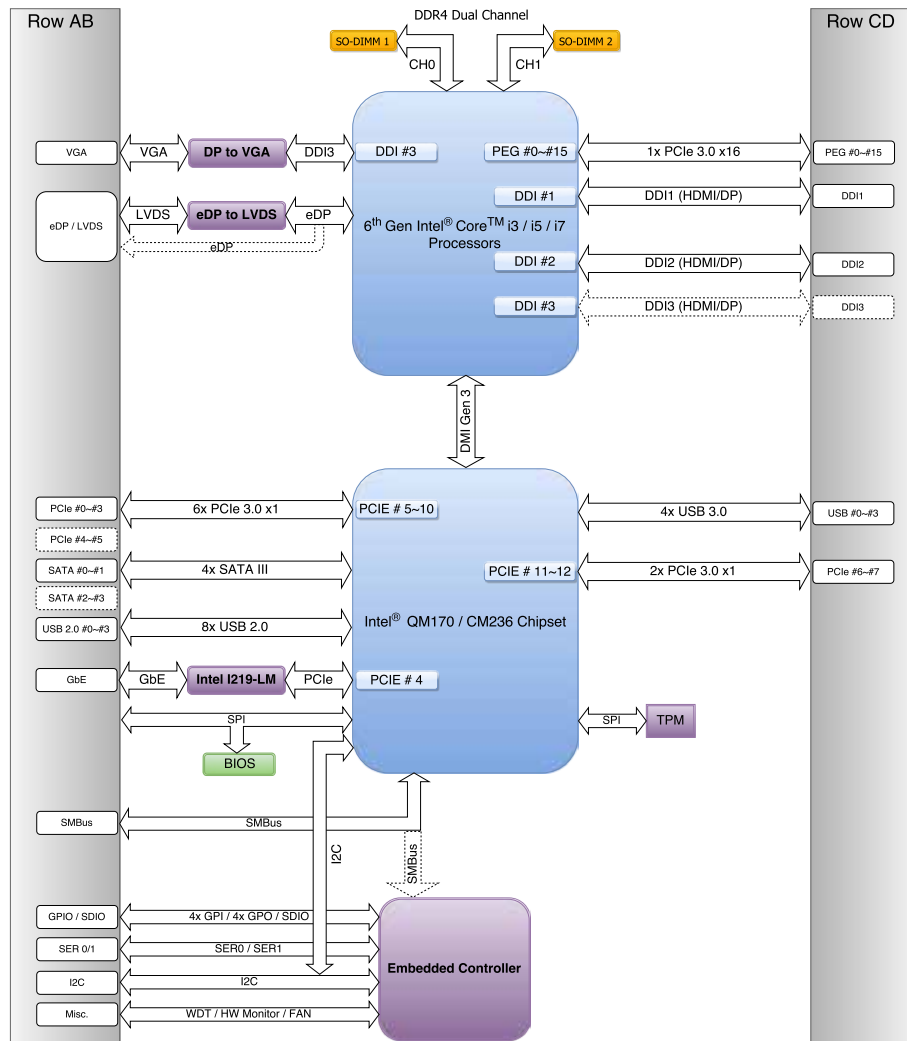 Row AB
DDR4 Dual Channel
Row CD
SO-DIMM 1
SO-DIMM 2
CH0
CH1
VGA
VGA
DP to VGA
DDI3
DDI #3
PEG #0~#15
1x PCIe 3.0 x16
PEG #0~#15
eDP / LVDS
LVDS
eDP to LVDS
eDP
eDP
DDI #1
DDI1 (HDMI/DP)
DDI1
6th Gen Intel® Core™ i3 / i5 / i7
Processors
DDI #2
DDI2 (HDMI/DP)
DDI2
DDI #3
DDI3 (HDMI/DP)
DDI3
DMI Gen 3
PCIe #0~#3
6x PCIe 3.0 x1
PCIE # 5~10
4x USB 3.0
USB #0~#3
PCIe #4~#5
SATA #0~#1
4x SATA III
PCIE # 11~12
2x PCIe 3.0 x1
PCIe #6~#7
SATA #2~#3
USB 2.0 #0~#3
8x USB 2.0
Intel® QM170 / CM236 Chipset
GbE
GbE
Intel I219-LM
PCIe
PCIE # 4
SPI
BIOS
SPI
TPM
SMBus
SMBus
I2C
SMBus
GPIO / SDIO
4x GPI / 4x GPO / SDIO
SER 0/1
SER0 / SER1
Embedded Controller
I2C
I2C
Misc.
WDT / HW Monitor / FAN